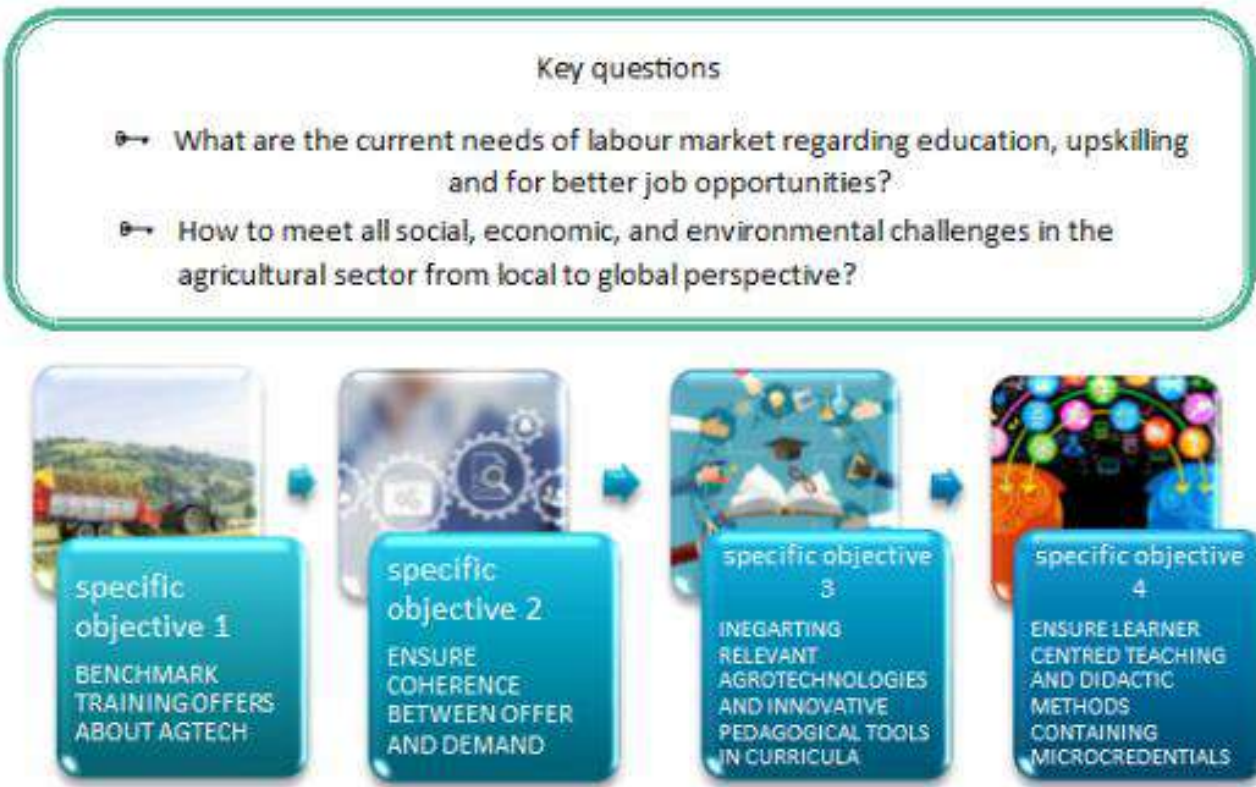 Key questions
What are the current needs of labour market regarding education, upskilling
and for better job opportunities?
How to meet all social, economic, and environmental challenges in the
agricultural sector from local to global perspective?
specific
objective 1
BENCHMARK
TRAINING OFFERS
ABOUT AGTECH
specific
objective 2
ENSURE
COHERENCE
BETWEEN OFFER
AND DEMAND
specific objective
3
INEGARTING
RELEVANT
AGROTECHNOLOGIES
AND INNOVATIVE
PEDAGOGICAL TOOLS
IN CURRICULA
specific objective
4
ENSURE LEARNER
CENTRED TEACHING
AND DIDACTIC
METHODS
CONTAINING
MICROCREDENTIALS